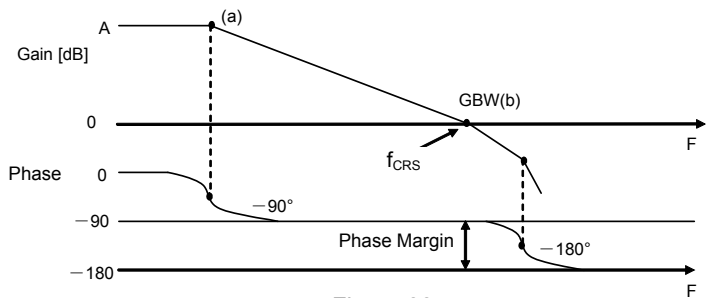 A
(a)
Gain [dB]
GBW(b)
0
F
fCRS
Phase
0
－90°
－90
Phase Margin
－180°
－180
F